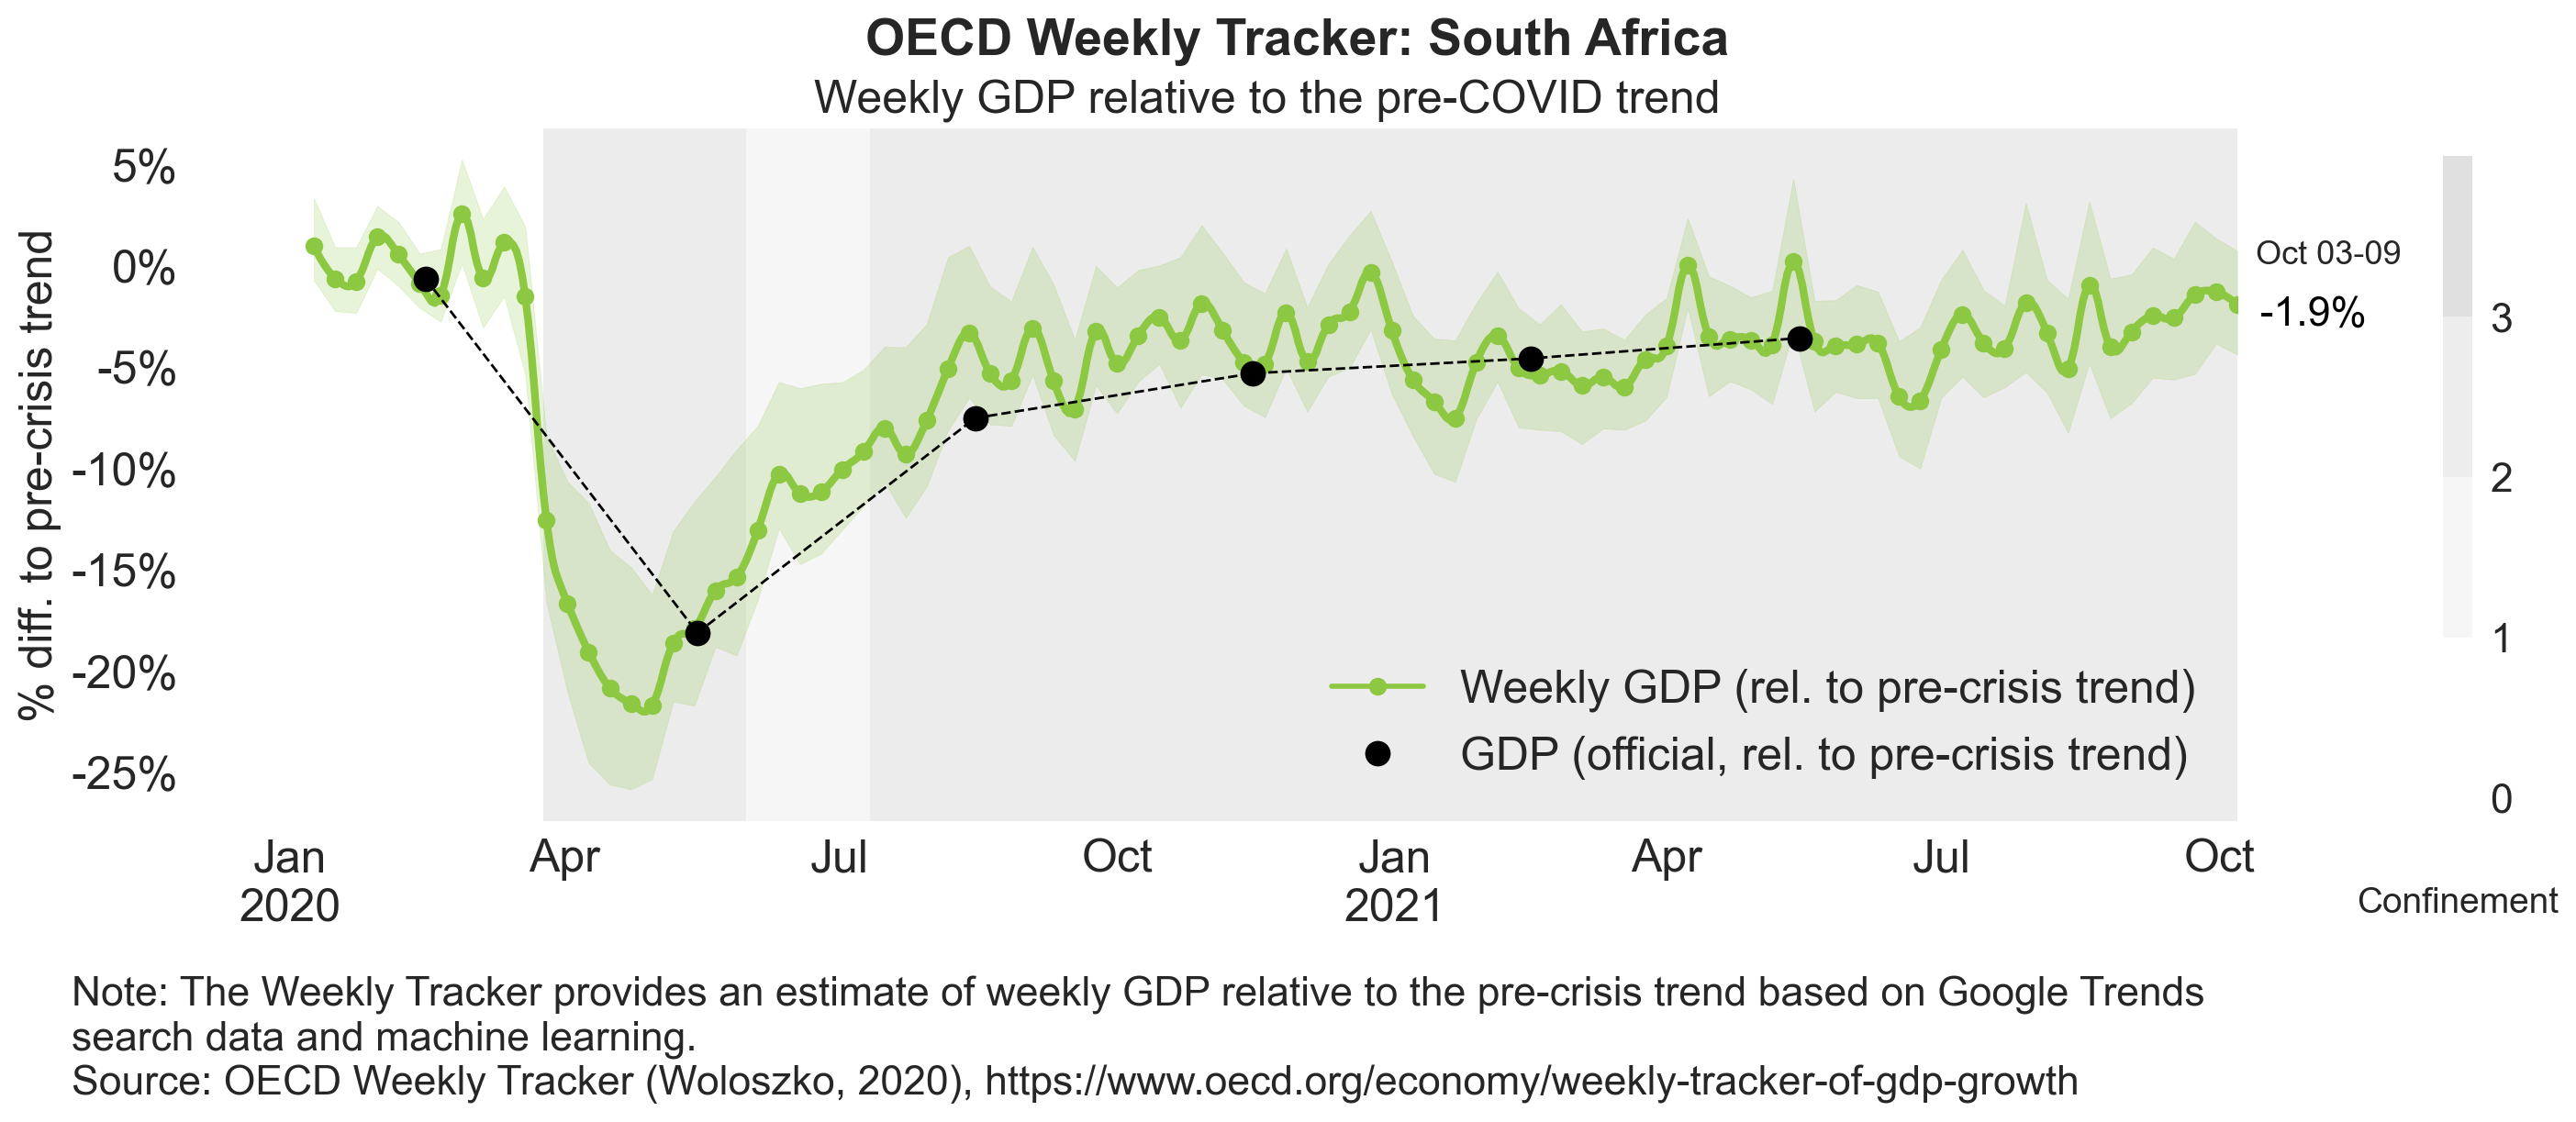 OECD Weekly Tracker: South Africa
Weekly GDP relative to the pre-COVID trend
% diff. to pre-crisis trend
5%
0%
-5%
-10%
-15%
-20%
-25%
Oct 03-09
-1.9%
3
2
1
0
Confinement
Weekly GDP (rel. to pre-crisis trend)
GDP (official, rel. to pre-crisis trend)
Jan Apr Jul Oct Jan Apr Jul Oct
2020 2021
Note: The Weekly Tracker provides an estimate of weekly GDP relative to the pre-crisis trend based on Google Trends
search data and machine learning.
Source: OECD Weekly Tracker (Woloszko, 2020), https://www.oecd.org/economy/weekly-tracker-of-gdp-growth